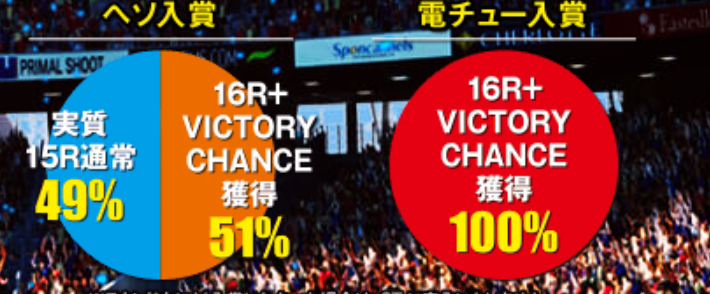 ヘソ入賞
電チュー入賞
PRIMAL SHOOT
実質
15R通常
49%
16R+
VICTORY
CHANCE
獲得
51%
16R+
VICTORY
CHANCE
獲得
100%